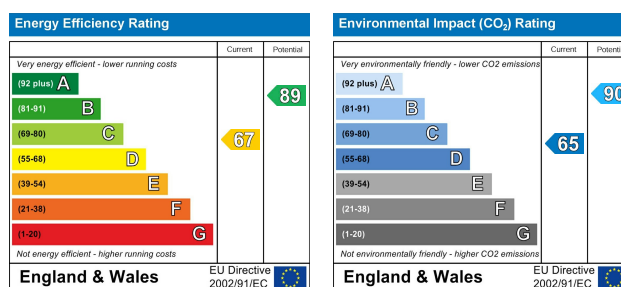 Energy Efficiency Rating
Current Potential
Very energy efficient - lower running costs
(92 plus) A
(81-91) B
89
(69-80) C
67
(55-68) D
(39-54) E
(21-38) F
(1-20) G
Not energy efficient - higher running costs
England & Wales
EU Directive
2002/91/EC
Environmental Impact (CO₂) Rating
Current Potenti
Very environmentally friendly - lower CO2 emissions
(92 plus) A
90
(81-91) B
(69-80) C
65
(55-68) D
(39-54) E
(21-38) F
(1-20) G
Not environmentally friendly - higher CO2 emissions
England & Wales
EU Directive
2002/91/EC